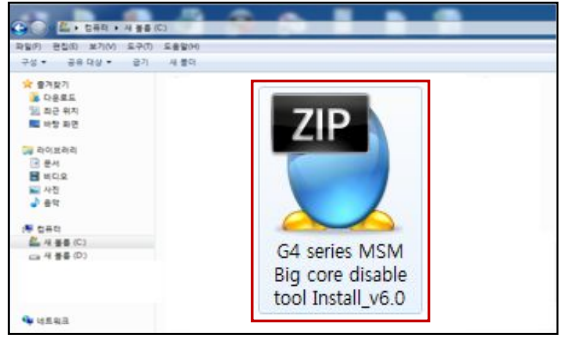 컴퓨터 ▸ 새 볼륨 (C:)
파일(F) 편집(E) 보기(V) 도구(T) 도움말(H)
구성 ▾ 공유 대상 ▾ 굽기 새 폴더
즐겨찾기
다운로드
최근 위치
바탕 화면
라이브러리
문서
비디오
사진
음악
컴퓨터
새 볼륨 (C:)
새 볼륨 (D:)
네트워크
ZIP
G4 series MSM
Big core disable
tool Install_v6.0